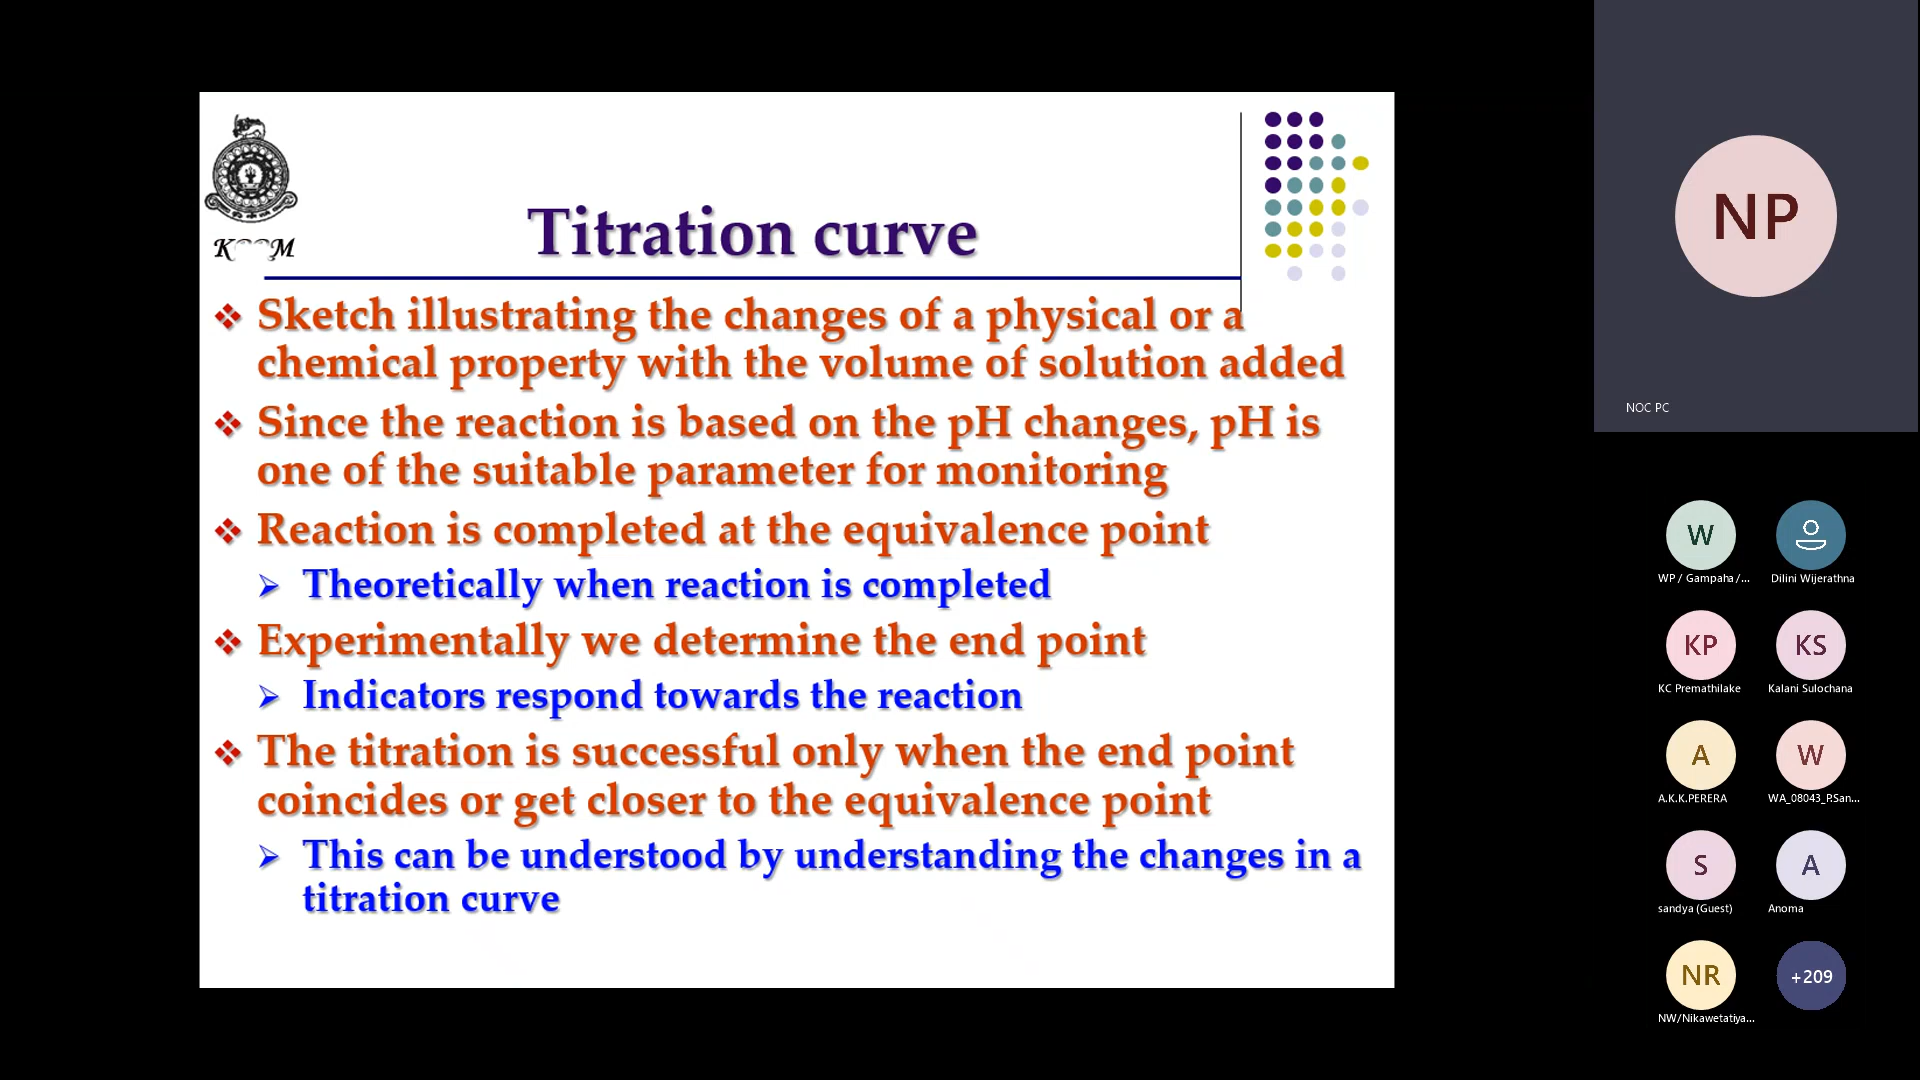 Titration curve
Sketch illustrating the changes of a physical or a
chemical property with the volume of solution added
Since the reaction is based on the pH changes, pH is
one of the suitable parameter for monitoring
Reaction is completed at the equivalence point
Theoretically when reaction is completed
Experimentally we determine the end point
Indicators respond towards the reaction
The titration is successful only when the end point
coincides or get closer to the equivalence point
This can be understood by understanding the changes in a
titration curve
NP
NOC PC
W
WP / Gampaha /...
Dilini Wijerathna
KP
KS
KC Premathilake
Kalani Sulochana
A
W
A.K.K.PERERA
WA_08043_P.San...
S
A
sandya (Guest)
Anoma
NR
+209
NW/Nikawetatiya...